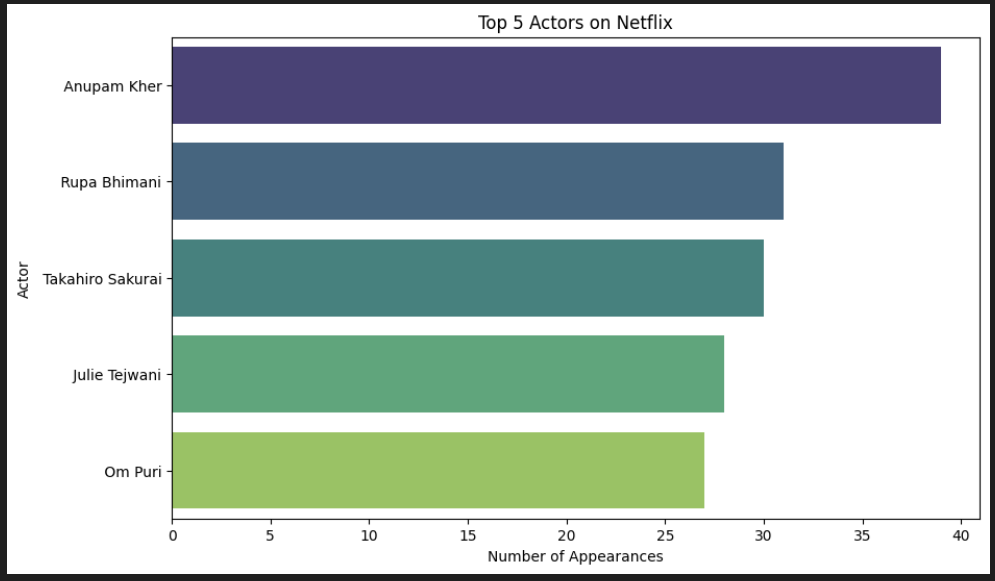 Top 5 Actors on Netflix
Actor
Anupam Kher
Rupa Bhimani
Takahiro Sakurai
Julie Tejwani
Om Puri
0 5 10 15 20 25 30 35 40
Number of Appearances